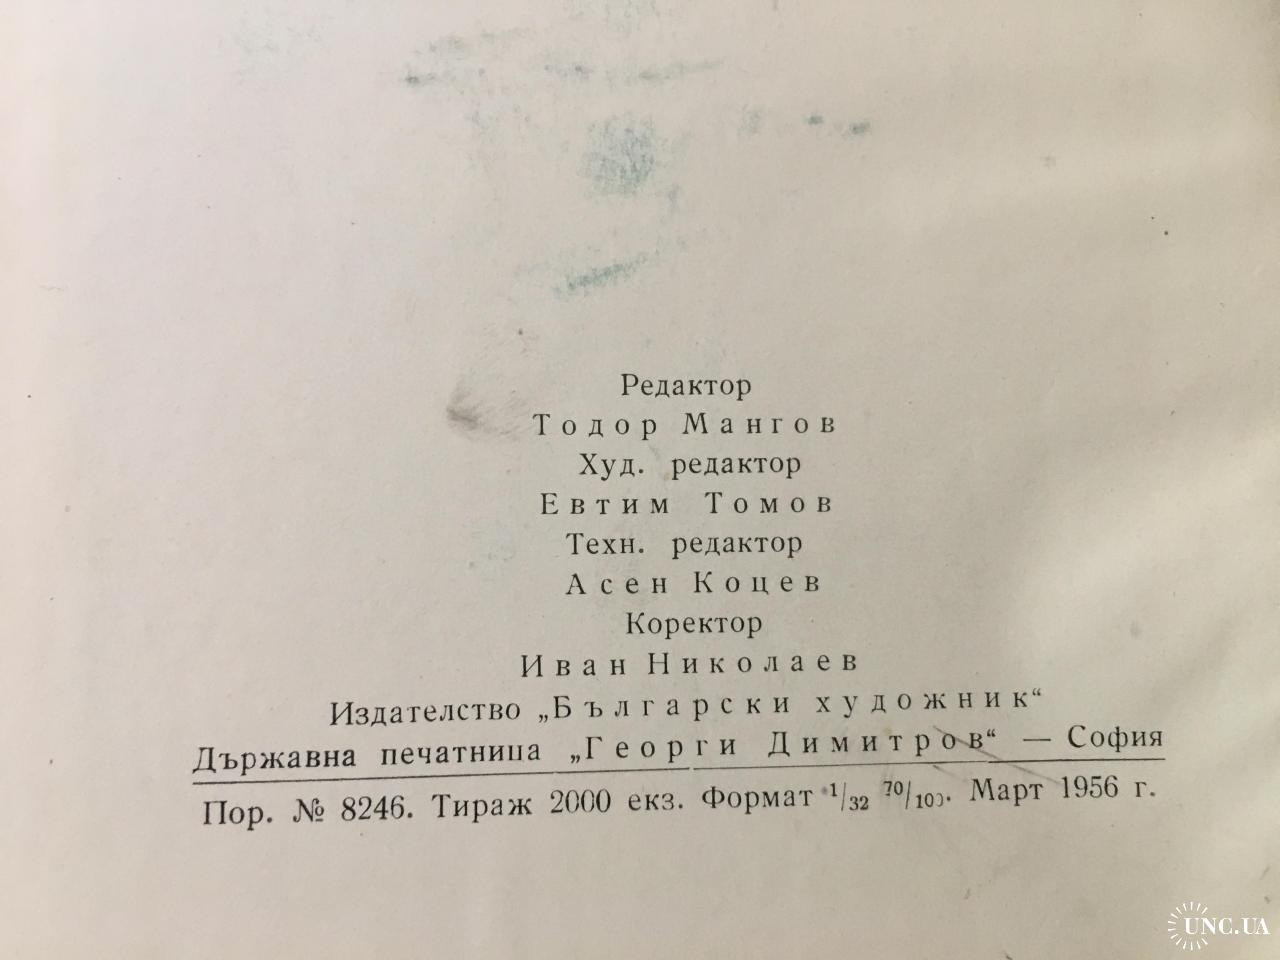 Редактор
Тодор Мангов
Худ. редактор
Евтим Томов
Техн. редактор
Асен Коцев
Коректор
Иван Николаев
Издателство „Български художник“
Държавна печатница „Георги Димитров“ — София
Пор. № 8246. Тираж 2000 екз. Формат 1/32 70/100. Март 1956 г.
UNC.UA